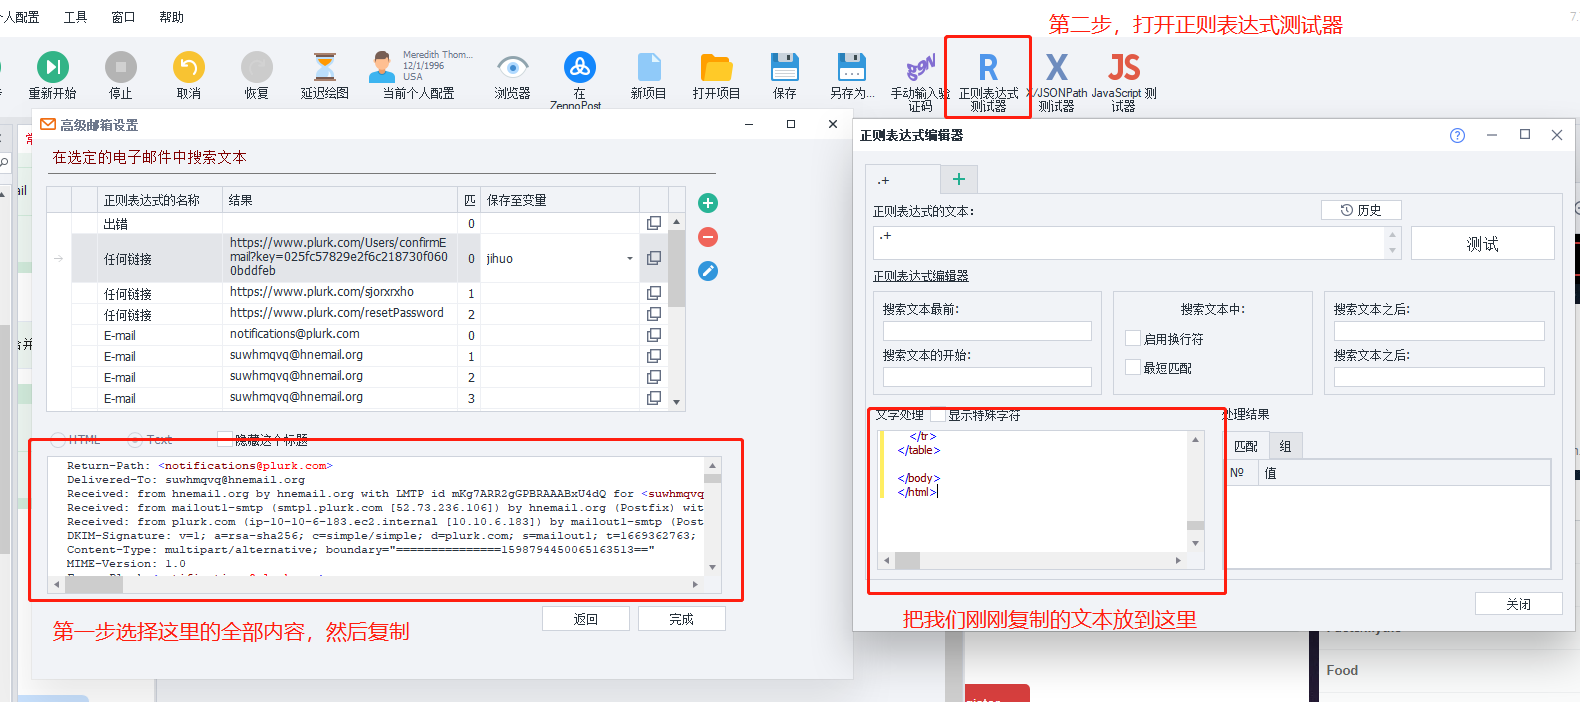 个人配置 工具 窗口 帮助
第二步，打开正则表达式测试器
7.
重新开始
停止
取消
恢复
延迟绘图
Meredith Thom...
12/1/1996
USA
当前个人配置
浏览器
在
ZennoPost
新项目
打开项目
保存
另存为...
手动输入验
证码
R
正则表达式
测试器
X
X/JSONPath
测试器
JS
JavaScript 测
试器
高级邮箱设置
在选定的电子邮件中搜索文本
正则表达式的名称 结果 匹 保存至变量
出错 0
任何链接 https://www.plurk.com/Users/confirmE
mail?key=025fc57829e2f6c218730f060
0bddfeb 0 jihuo
任何链接 https://www.plurk.com/sjorxrxho 1
任何链接 https://www.plurk.com/resetPassword 2
E-mail notifications@plurk.com 0
E-mail suwhmqvq@hnemail.org 1
E-mail suwhmqvq@hnemail.org 2
E-mail suwhmqvq@hnemail.org 3
HTML Text 隐藏这个标题
Return-Path: <notifications@plurk.com>
Delivered-To: suwhmqvq@hnemail.org
Received: from hnemail.org by hnemail.org with LMTP id mKg7ARR2gGPBRAAABxU4dQ for <suwhmqvq
Received: from mailout1-smtp (smtp1.plurk.com [52.73.236.106]) by hnemail.org (Postfix) wit
Received: from plurk.com (ip-10-10-6-183.ec2.internal [10.10.6.183]) by mailout1-smtp (Post
DKIM-Signature: v=1; a=rsa-sha256; c=simple/simple; d=plurk.com; s=mailout1; t=1669362763;
Content-Type: multipart/alternative; boundary="===============1598794450065163513=="
MIME-Version: 1.0
返回 完成
第一步选择这里的全部内容，然后复制
正则表达式编辑器
.+
正则表达式的文本:
历史
.+
测试
正则表达式编辑器
搜索文本最前:
搜索文本的开始:
搜索文本中:
启用换行符
最短匹配
搜索文本之后:
搜索文本之后:
文字处理 显示特殊字符
</tr>
</table>
</body>
</html>
处理结果
匹配 组
Nº 值
关闭
把我们刚刚复制的文本放到这里
Food